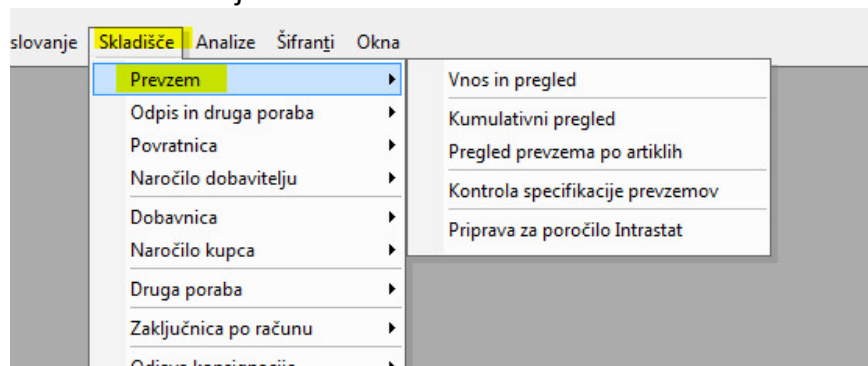 slovanje Skladišče Analize Šifranti Okna
Prevzem
Odpis in druga poraba
Povratnica
Naročilo dobavitelju
Dobavnica
Naročilo kupca
Druga poraba
Zaključnica po računu
Vnos in pregled
Kumulativni pregled
Pregled prevzema po artiklih
Kontrola specifikacije prevzemov
Priprava za poročilo Intrastat